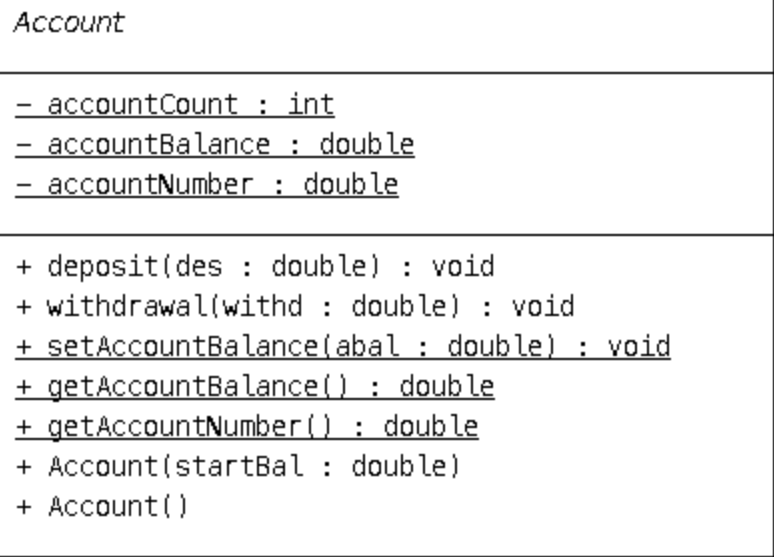 Account
- accountCount : int
- accountBalance : double
- accountNumber : double
+ deposit(des : double) : void
+ withdrawal(withd : double) : void
+ setAccountBalance(abal : double) : void
+ getAccountBalance() : double
+ getAccountNumber() : double
+ Account(startBal : double)
+ Account()